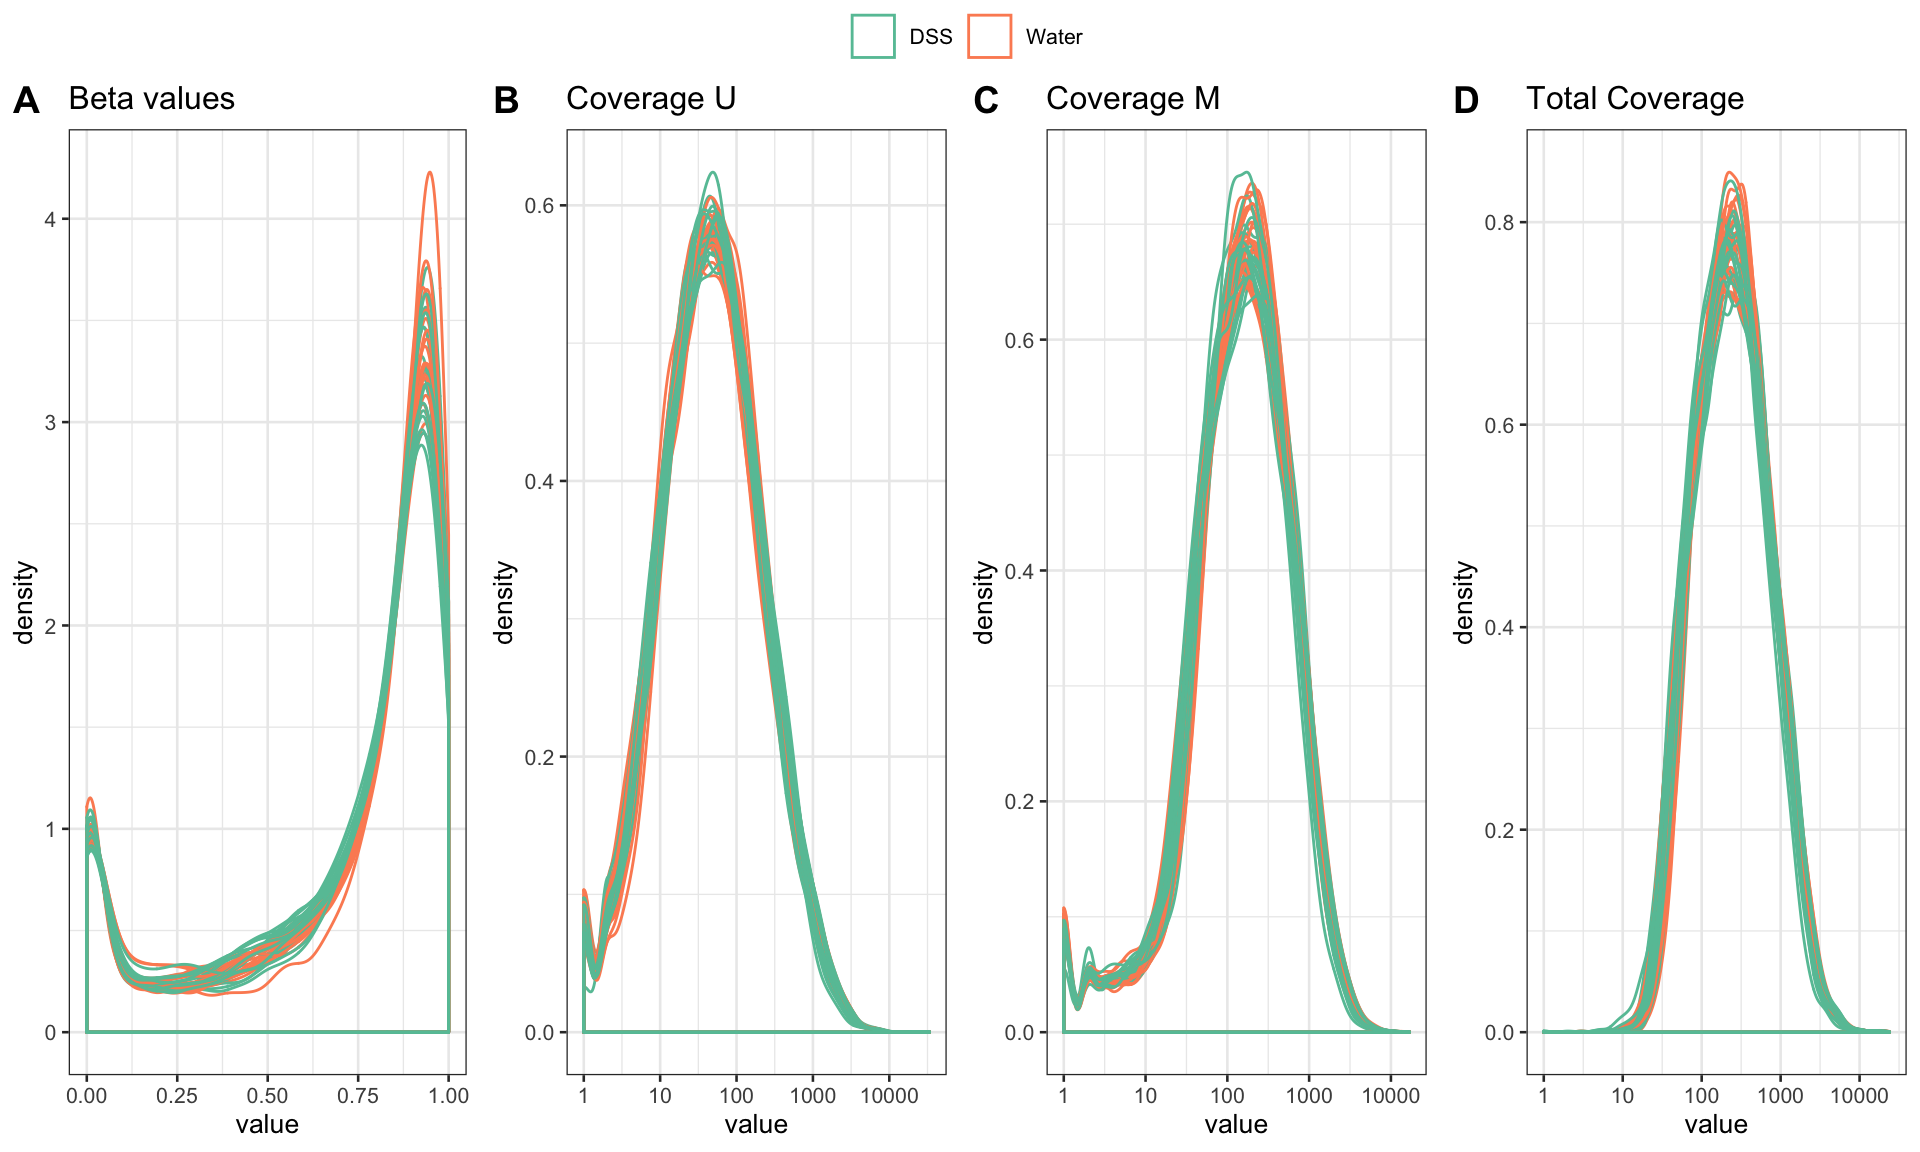 DSS Water
A Beta values
B Coverage U
C Coverage M
D Total Coverage
density
4
3
2
1
0
0.00 0.25 0.50 0.75 1.00
value
density
0.6
0.4
0.2
0.0
1 10 100 1000 10000
value
density
0.6
0.4
0.2
0.0
1 10 100 1000 10000
value
density
0.8
0.6
0.4
0.2
0.0
1 10 100 1000 10000
value